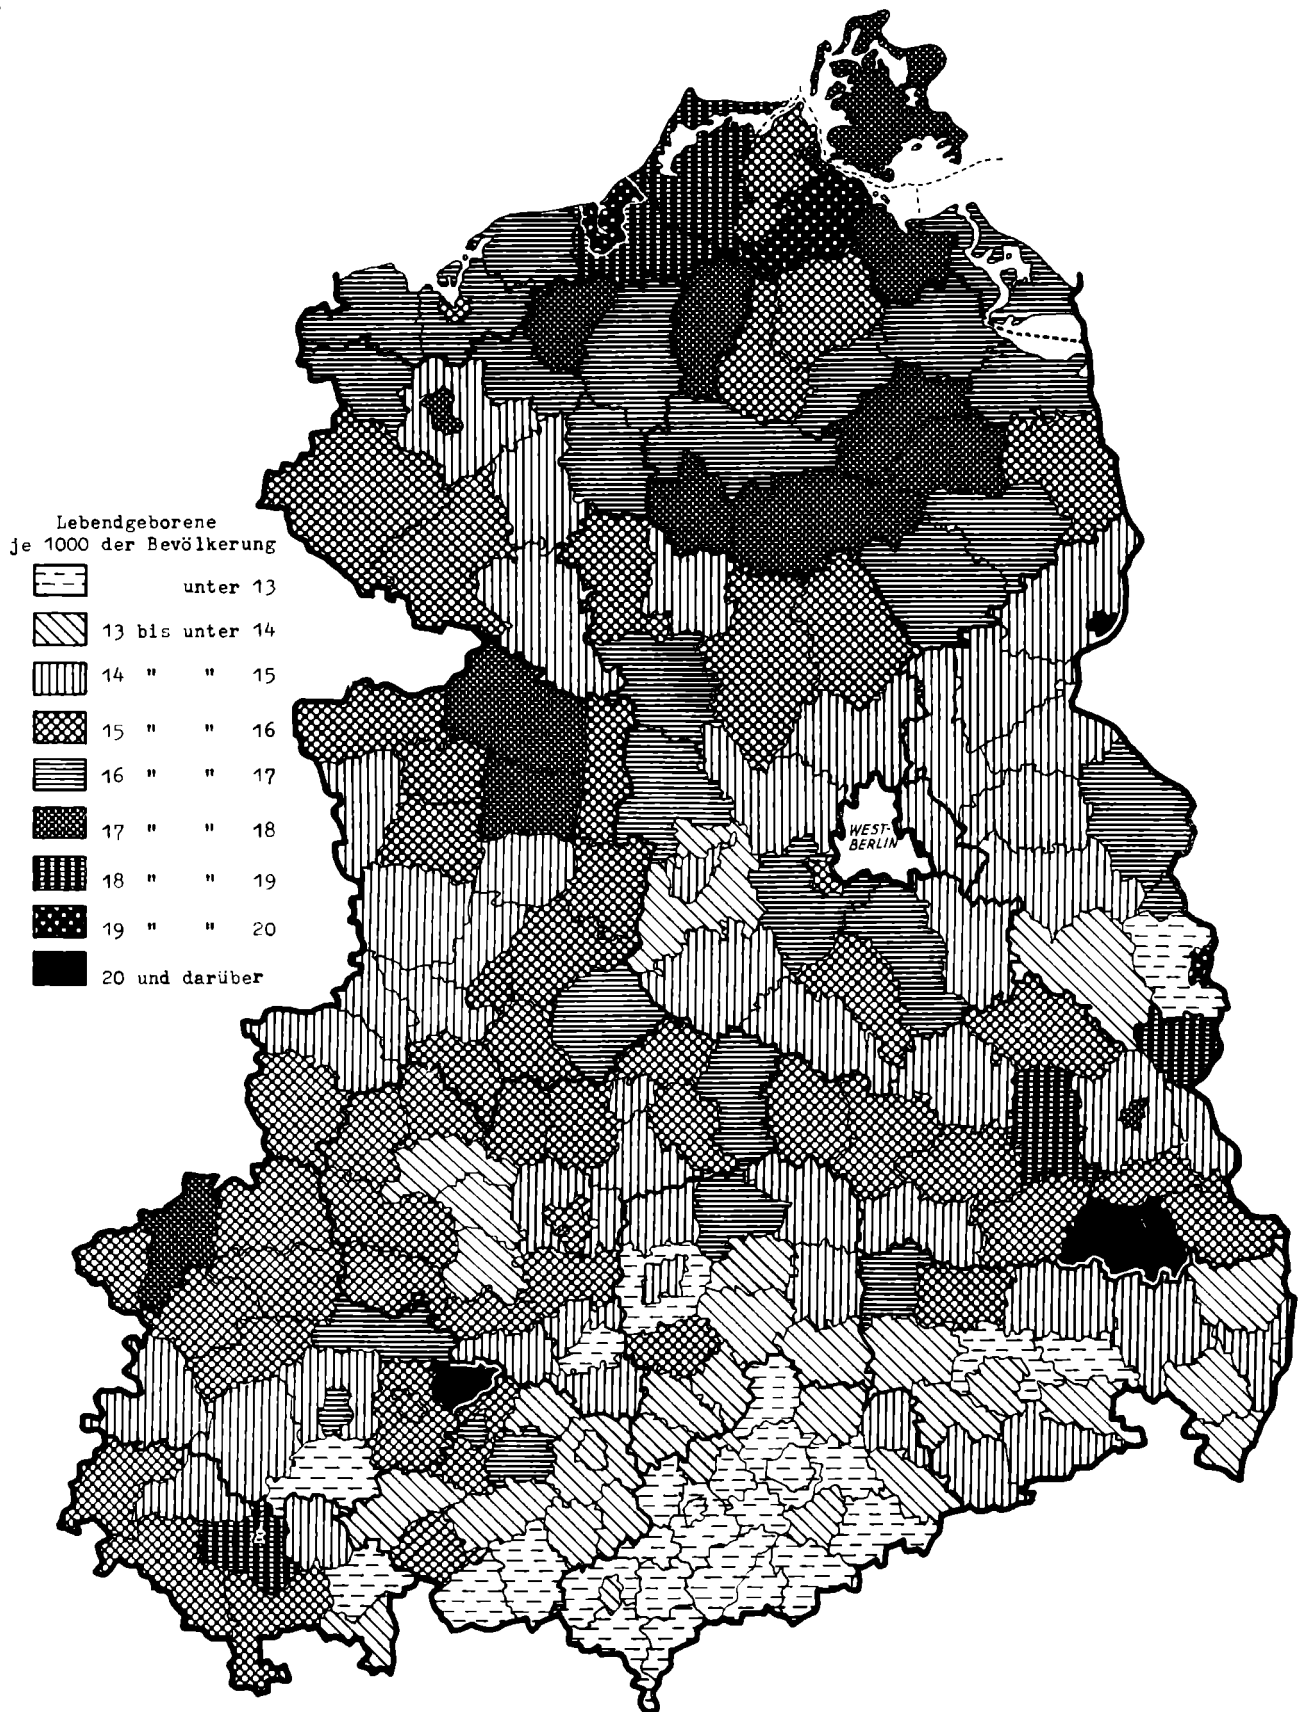 Lebendgeborene
je 1000 der Bevölkerung
unter 13
13 bis unter 14
14 " " 15
15 " " 16
16 " " 17
17 " " 18
18 " " 19
19 " " 20
20 und darüber
WEST-
BERLIN